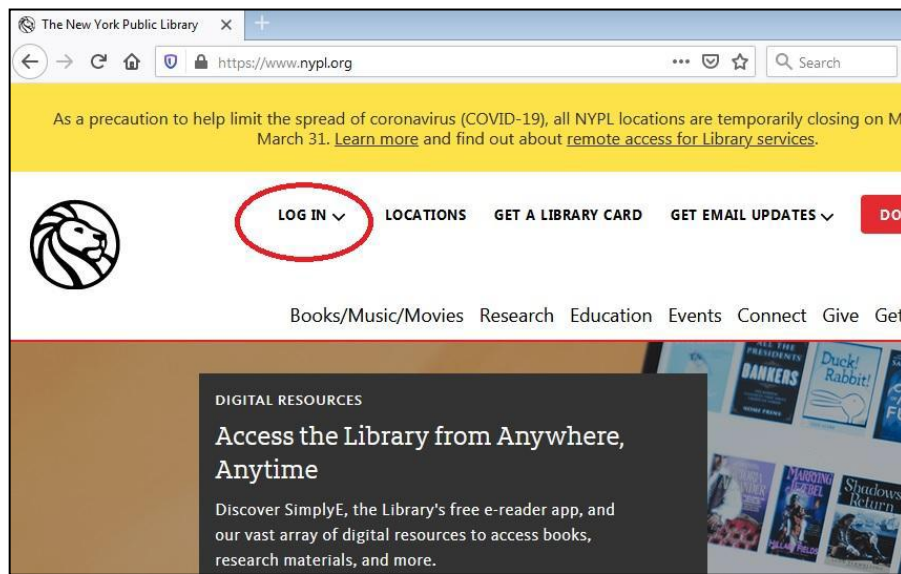 The New York Public Library
https://www.nypl.org
Search
As a precaution to help limit the spread of coronavirus (COVID-19), all NYPL locations are temporarily closing on M
March 31. Learn more and find out about remote access for Library services.
LOG IN LOCATIONS GET A LIBRARY CARD GET EMAIL UPDATES DO
Books/Music/Movies Research Education Events Connect Give Get
DIGITAL RESOURCES
Access the Library from Anywhere,
Anytime
Discover SimplyE, the Library's free e-reader app, and
our vast array of digital resources to access books,
research materials, and more.
ALL THE
PRESIDENTS'
BANKERS
Duck!
Rabbit!
MARRYING
JEZEBEL
Shadows
Return